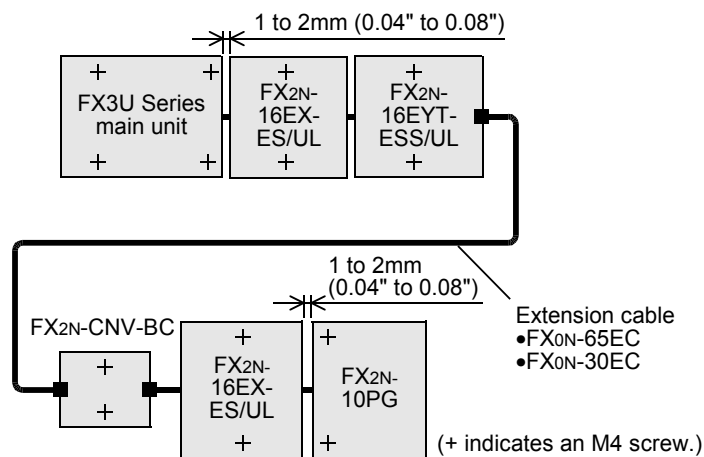 1 to 2mm (0.04" to 0.08")
FX3U Series
main unit
FX2N-
16EX-
ES/UL
FX2N-
16EYT-
ESS/UL
1 to 2mm
(0.04" to 0.08")
Extension cable
•FX0N-65EC
•FX0N-30EC
FX2N-CNV-BC
FX2N-
16EX-
ES/UL
FX2N-
10PG
(+ indicates an M4 screw.)